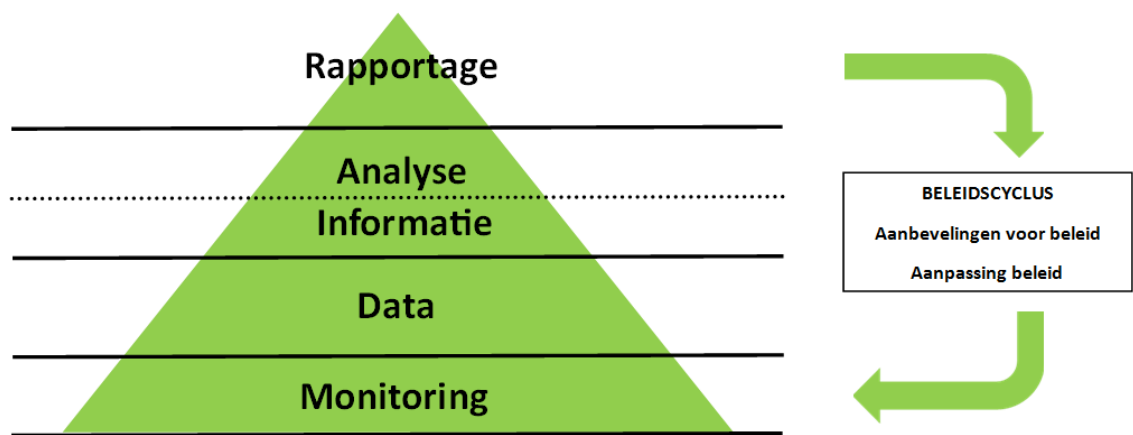 Rapportage
Analyse
Informatie
Data
Monitoring
BELEIDSCYCLUS
Aanbevelingen voor beleid
Aanpassing beleid